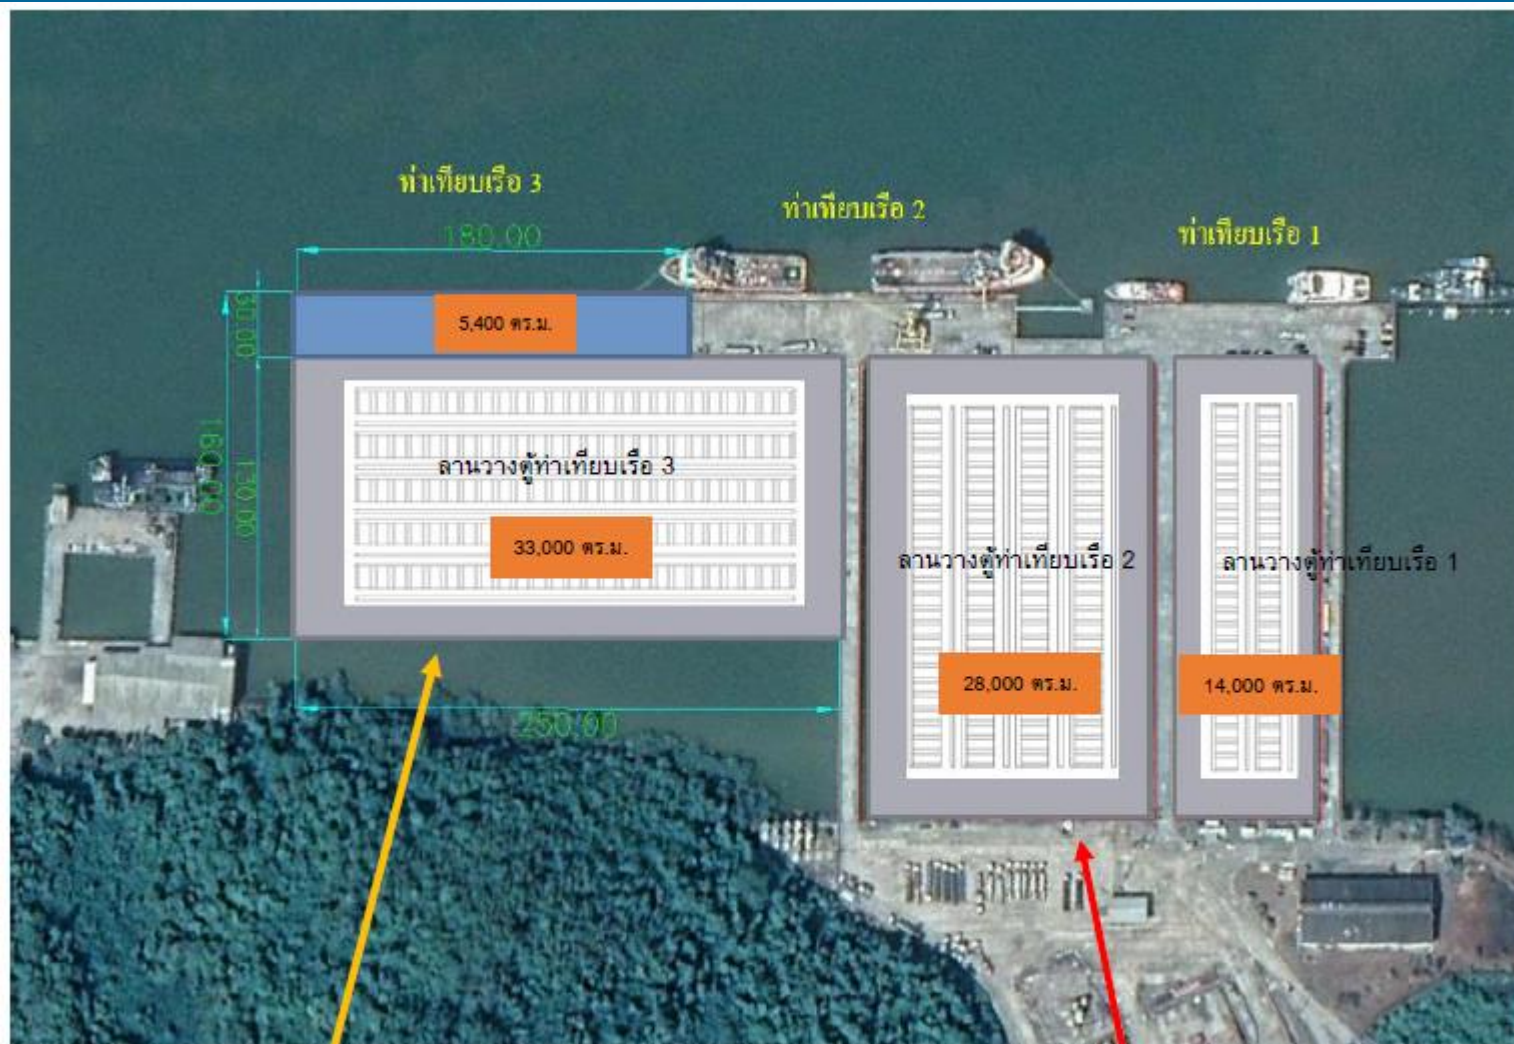 ท่าเทียบเรือ 3
ท่าเทียบเรือ 2
ท่าเทียบเรือ 1
180.00
30.00
5,400 ตร.ม.
160.00
130.00
ลานวางตู้ท่าเทียบเรือ 3
33,000 ตร.ม.
ลานวางตู้ท่าเทียบเรือ 2
ลานวางตู้ท่าเทียบเรือ 1
28,000 ตร.ม.
14,000 ตร.ม.
250.00